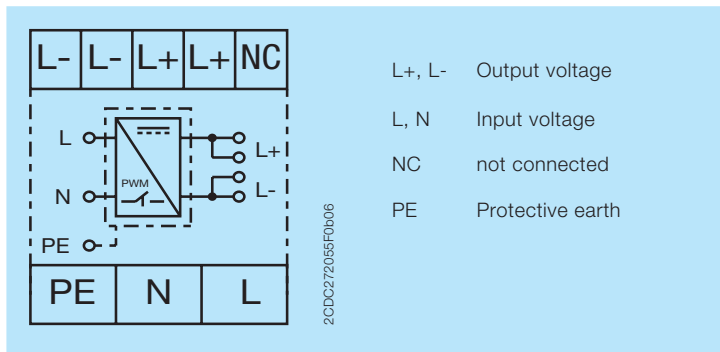 L- L- L+ L+ NC
L
L+
PWM
N
L-
PE
PE N L
2CDC272055F0b06
L+, L- Output voltage
L, N Input voltage
NC not connected
PE Protective earth